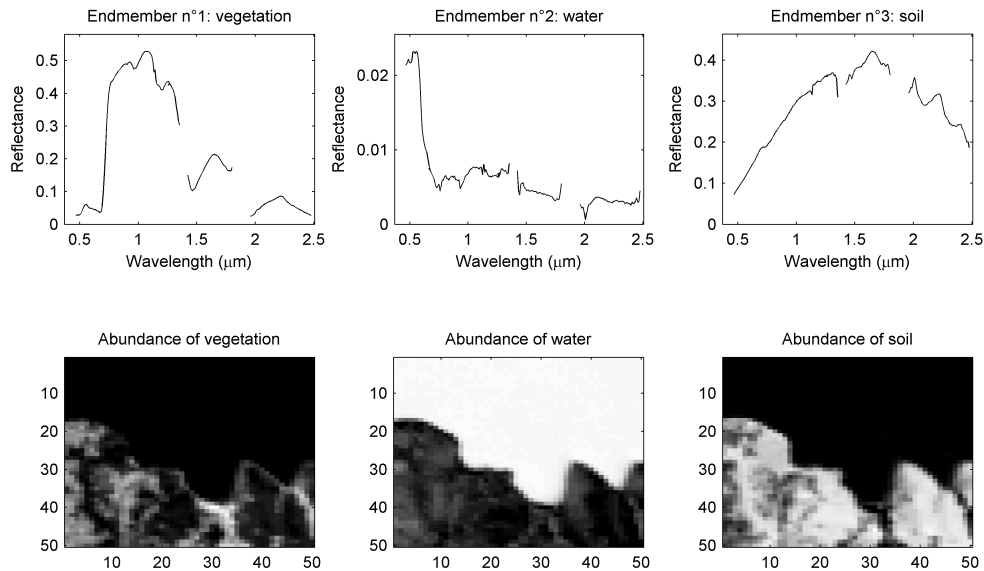 Endmember n°1: vegetation
Endmember n°2: water
Endmember n°3: soil
Reflectance
0.5
0.4
0.3
0.2
0.1
0
0.5 1 1.5 2 2.5
Wavelength (μm)
Reflectance
0.02
0.01
0
0.5 1 1.5 2 2.5
Wavelength (μm)
Reflectance
0.4
0.3
0.2
0.1
0
0.5 1 1.5 2 2.5
Wavelength (μm)
Abundance of vegetation
Abundance of water
Abundance of soil
10
20
30
40
50
10 20 30 40 50
10
20
30
40
50
10 20 30 40 50
10
20
30
40
50
10 20 30 40 50